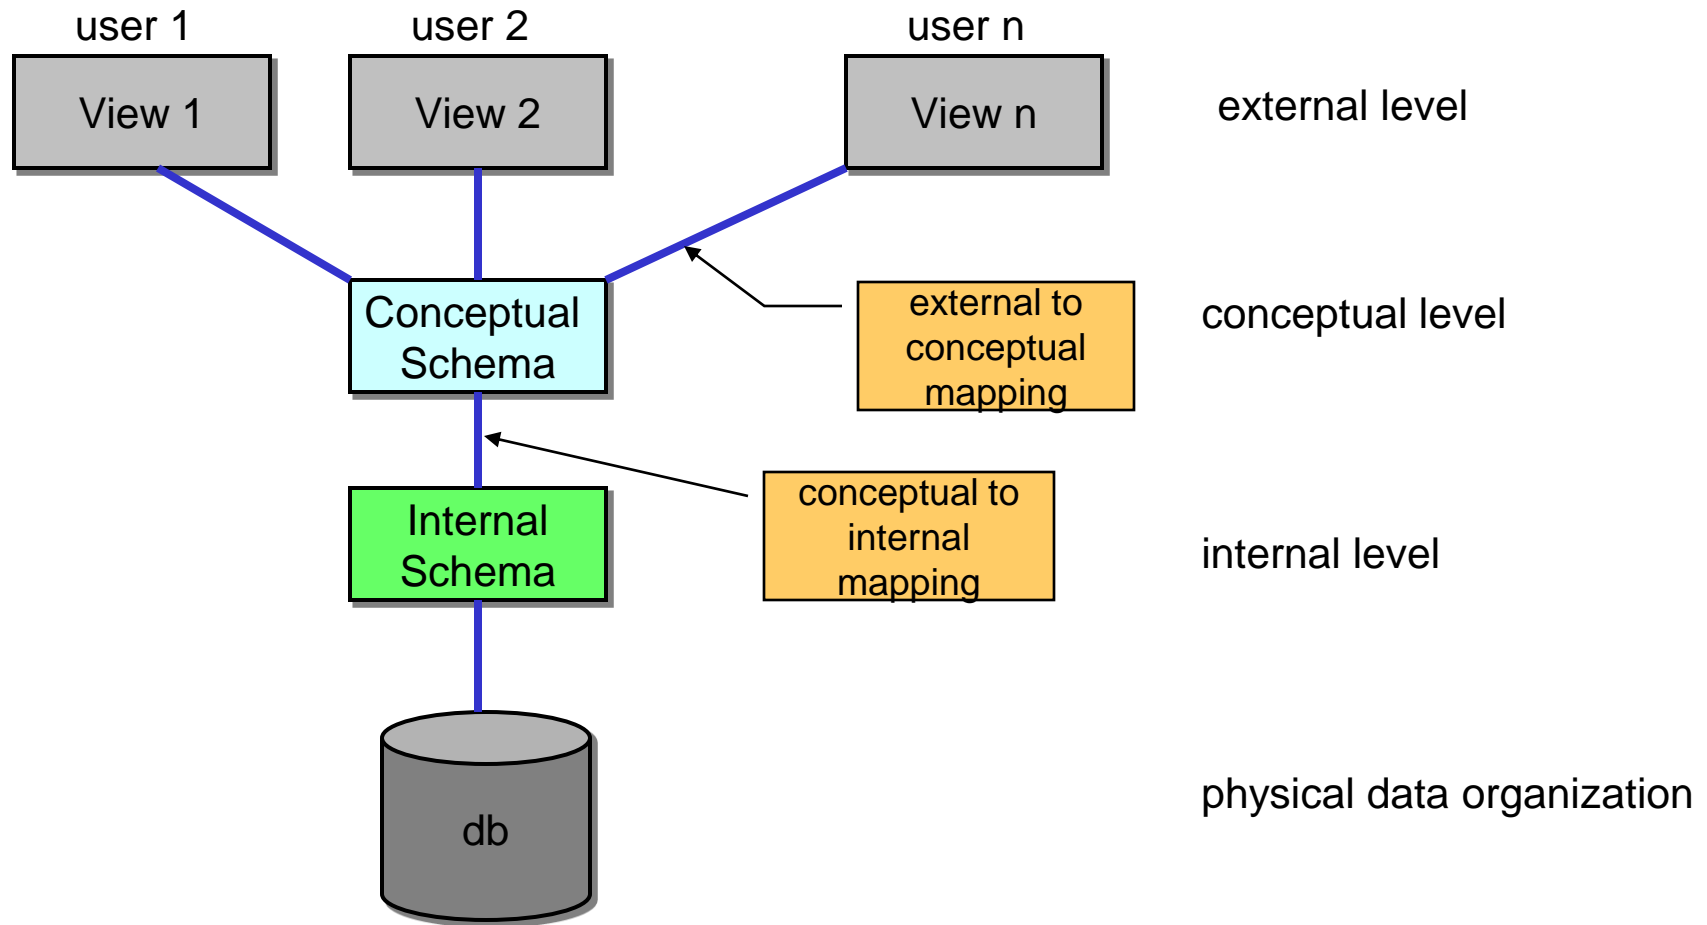 user 1
user 2
user n
View 1
View 2
View n
external level
Conceptual
Schema
external to
conceptual
mapping
conceptual level
Internal
Schema
conceptual to
internal
mapping
internal level
db
physical data organization